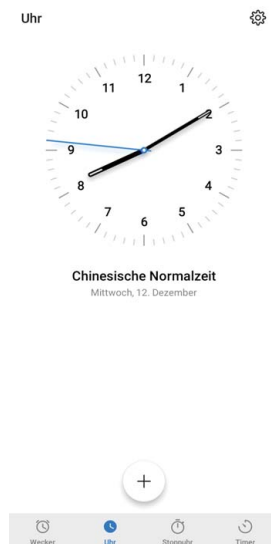 Uhr
12
11 1
10 2
9 3
8 4
7 5
6
Chinesische Normalzeit
Mittwoch, 12. Dezember
+
Wecker Uhr Stoppuhr Timer